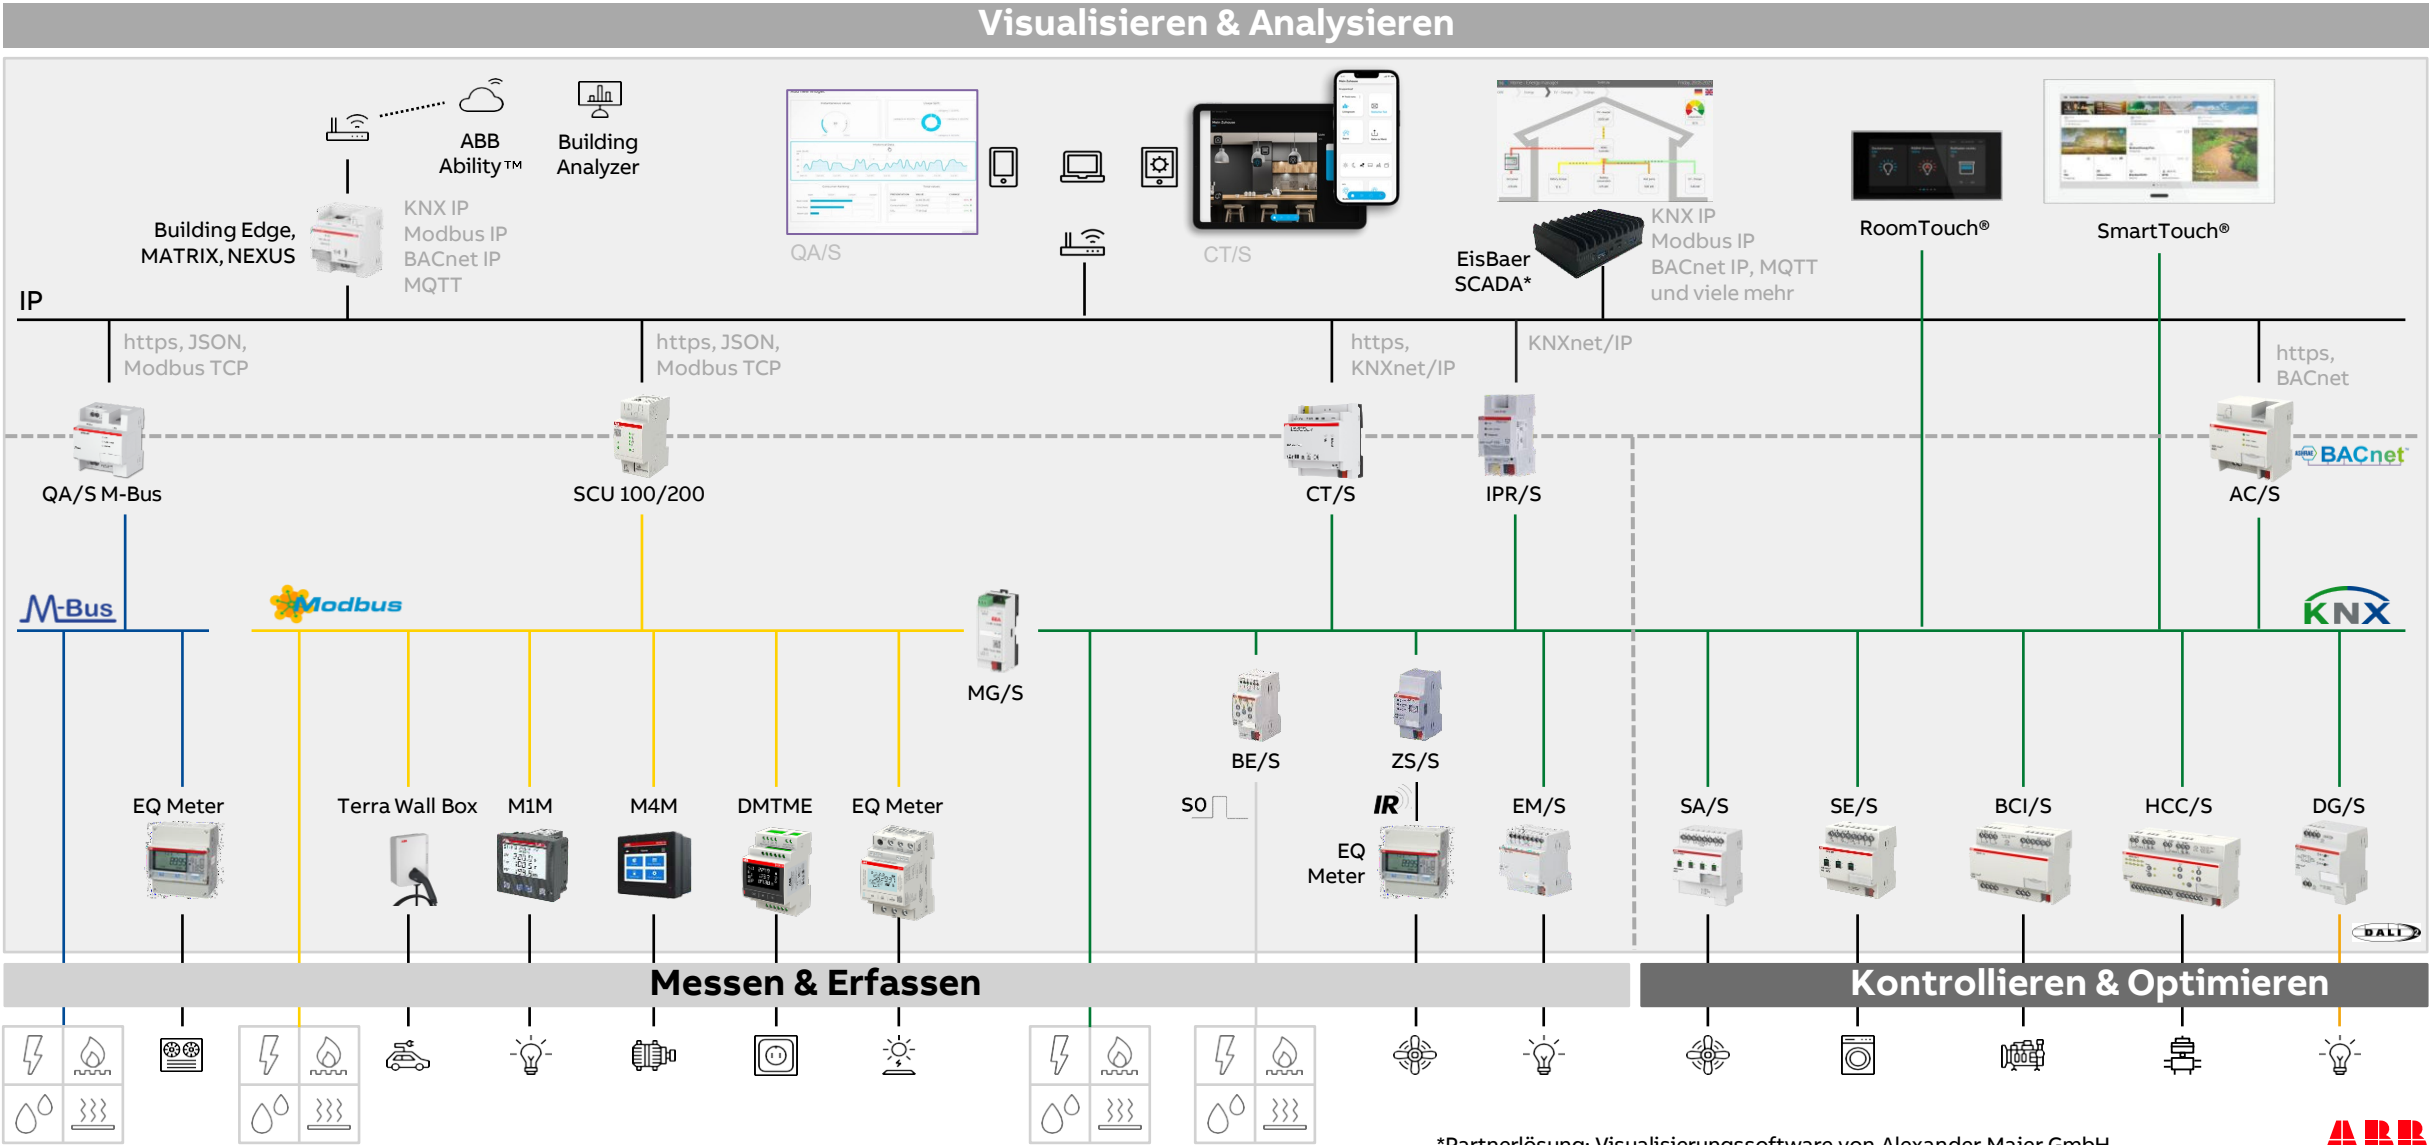 Visualisieren & Analysieren
ABB
Ability™
Building
Analyzer
Building Edge,
MATRIX, NEXUS
KNX IP
Modbus IP
BACnet IP
MQTT
QA/S
CT/S
EisBaer
SCADA*
KNX IP
Modbus IP
BACnet IP, MQTT
und viele mehr
RoomTouch®
SmartTouch®
IP
https, JSON,
Modbus TCP
https, JSON,
Modbus TCP
https,
KNXnet/IP
KNXnet/IP
https,
BACnet
QA/S M-Bus
SCU 100/200
CT/S
IPR/S
AC/S
ASHRAE BACnet™
M-Bus
Modbus
KNX
MG/S
BE/S
ZS/S
EQ Meter
Terra Wall Box
M1M
M4M
DMTME
EQ Meter
S0
IR
EQ
Meter
EM/S
SA/S
SE/S
BCI/S
HCC/S
DG/S
DALI 2
Messen & Erfassen
Kontrollieren & Optimieren
*Partnerlösung: Visualisierungssoftware von Alexander Maier GmbH
ABB